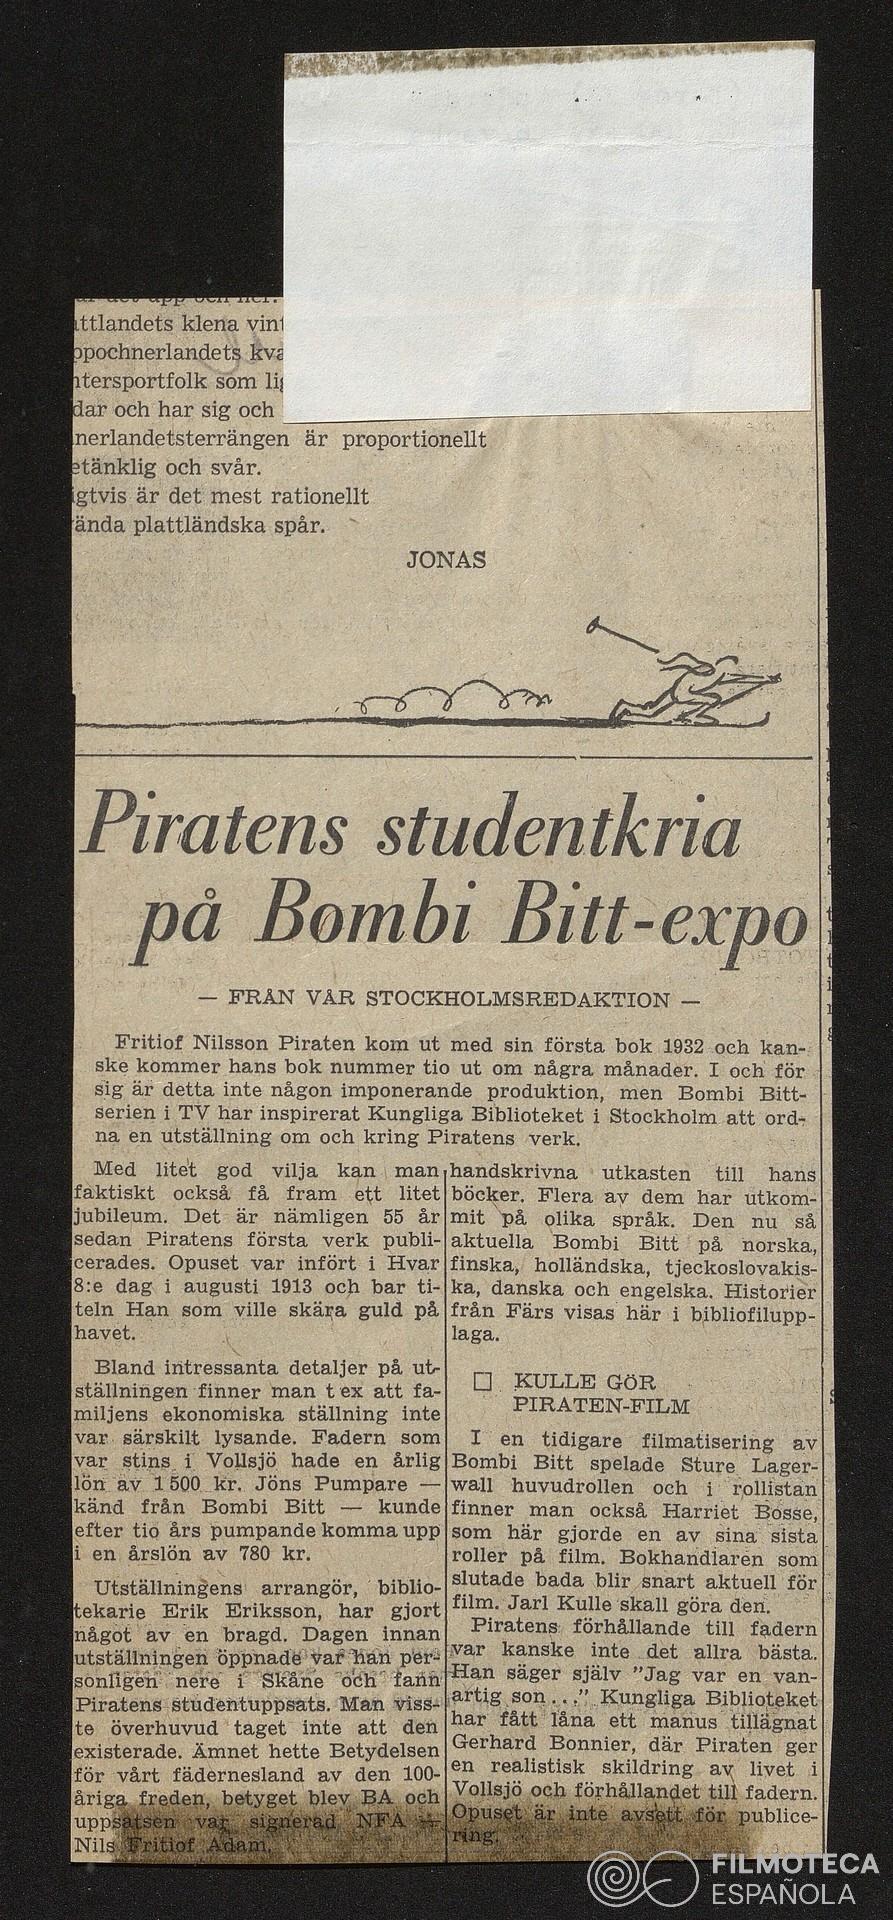 ttlandets klena
ppochnerlandets
ntersportfolk som
dar och har sig och
nerlandetsterrängen är proportionellt
etänklig och svår.
igtvis är det mest rationellt
vända plattländska spår.
JONAS
Piratens studentkria
på Bombi Bitt-expo
— FRÅN VÅR STOCKHOLMSREDAKTION —
Fritiof Nilsson Piraten kom ut med sin första bok 1932 och kan-
ske kommer hans bok nummer tio ut om några månader. I och för
sig är detta inte någon imponerande produktion, men Bombi Bitt-
serien i TV har inspirerat Kungliga Biblioteket i Stockholm att ord-
na en utställning om och kring Piratens verk.
Med litet god vilja kan man
faktiskt också få fram ett litet
jubileum. Det är nämligen 55 år
sedan Piratens första verk publi-
cerades. Opuset var infört i Hvar
8:e dag i augusti 1913 och bar ti-
teln Han som ville skära guld på
havet.
Bland intressanta detaljer på ut-
ställningen finner man t ex att fa-
miljens ekonomiska ställning inte
var särskilt lysande. Fadern som
var stins i Vollsjö hade en årlig
lön av 1 500 kr. Jöns Pumpare —
känd från Bombi Bitt — kunde
efter tio års pumpande komma upp
i en årslön av 780 kr.
Utställningens arrangör, biblio-
tekarie Erik Eriksson, har gjort
något av en bragd. Dagen innan
utställningen öppnade var han per-
sonligen nere i Skåne och fann
Piratens studentuppsats. Man viss-
te överhuvud taget inte att den
existerade. Ämnet hette Betydelsen
för vårt fädernesland av den 100-
åriga freden, betyget blev BA och
uppsatsen var signerad NFA —
Nils Fritiof Adam.
handskrivna utkasten till hans
böcker. Flera av dem har utkom-
mit på olika språk. Den nu så
aktuella Bombi Bitt på norska,
finska, holländska, tjeckoslovakis-
ka, danska och engelska. Historier
från Färs visas här i bibliofilupp-
laga.
□ KULLE GÖR
PIRATEN-FILM
I en tidigare filmatisering av
Bombi Bitt spelade Sture Lager-
wall huvudrollen och i rollistan
finner man också Harriet Bosse,
som här gjorde en av sina sista
roller på film. Bokhandlaren som
slutade bada blir snart aktuell för
film. Jarl Kulle skall göra den.
Piratens förhållande till fadern
var kanske inte det allra bästa.
Han säger själv "Jag var en van-
artig son..." Kungliga Biblioteket
har fått låna ett manus tillägnat
Gerhard Bonnier, där Piraten ger
en realistisk skildring av livet i
Vollsjö och förhållandet till fadern.
Opuset är inte avsett för publice-
ring.
FILMOTECA
ESPAÑOLA